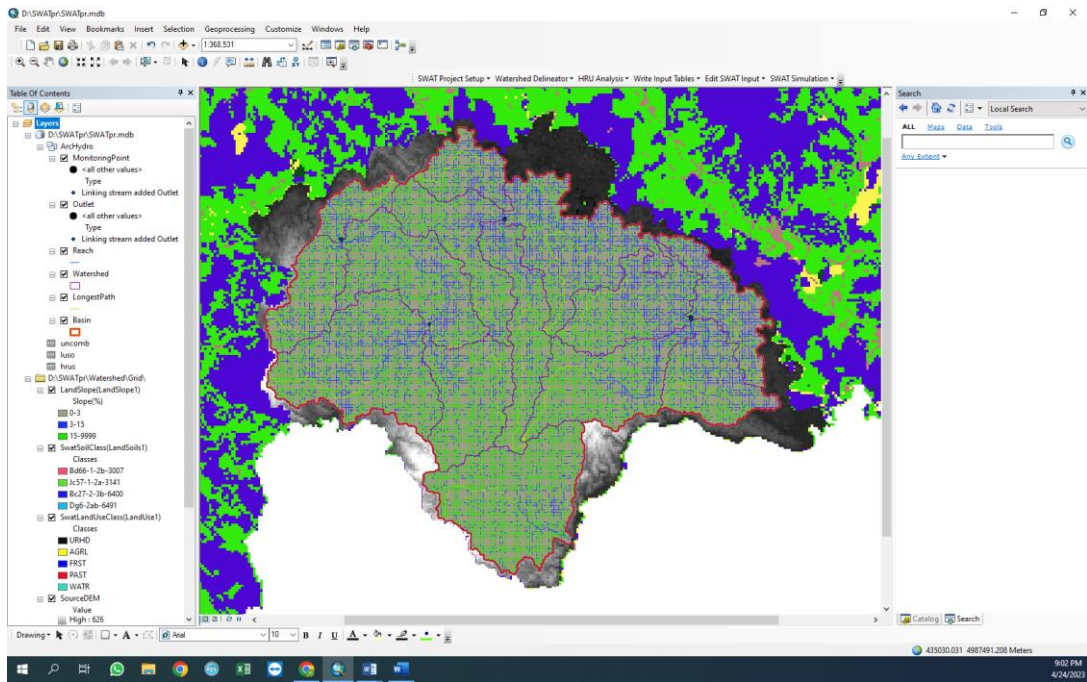 D:\SWATpr\SWATpr.mdb
File Edit View Bookmarks Insert Selection Geoprocessing Customize Windows Help
1:368.531
SWAT Project Setup Watershed Delineator HRU Analysis Write Input Tables Edit SWAT Input SWAT Simulation
Table Of Contents
Layers
D:\SWATpr\SWATpr.mdb
ArcHydro
MonitoringPoint
<all other values>
Type
Linking stream added Outlet
Outlet
<all other values>
Type
Linking stream added Outlet
Reach
Watershed
LongestPath
Basin
uncomb
luso
hrus
D:\SWATpr\Watershed\Grid\
LandSlope(LandSlope1)
Slope(%)
0-3
3-15
15-9999
SwatSoilClass(LandSoils1)
Classes
Bd66-1-2b-3007
Jc57-1-2a-3141
Bc27-2-3b-6400
Dg6-2ab-6491
SwatLandUseClass(LandUse1)
Classes
URHD
AGRL
FRST
PAST
WATR
SourceDEM
Value
High : 626
Search
Local Search
ALL Maps Data Tools
Any Extent
Catalog Search
Drawing A Arial 10 B I U A
435030.031 4987491.208 Meters
9:02 PM
4/24/2023